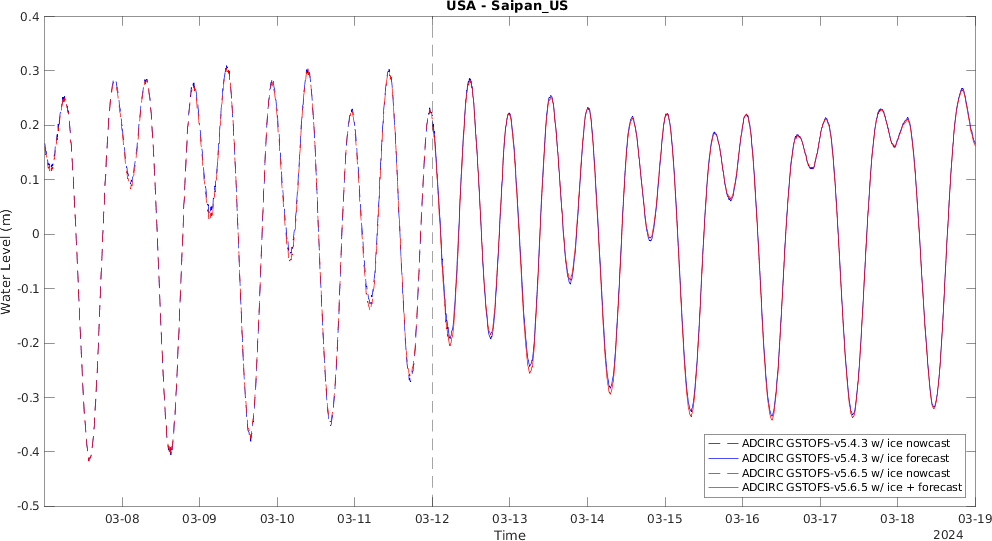 USA - Saipan_US
0.4
0.3
0.2
0.1
0
-0.1
-0.2
-0.3
-0.4
-0.5
Water Level (m)
ADCIRC GSTOFS-v5.4.3 w/ ice nowcast
ADCIRC GSTOFS-v5.4.3 w/ ice forecast
ADCIRC GSTOFS-v5.6.5 w/ ice nowcast
ADCIRC GSTOFS-v5.6.5 w/ ice + forecast
03-08 03-09 03-10 03-11 03-12 03-13 03-14 03-15 03-16 03-17 03-18 03-19
Time
2024